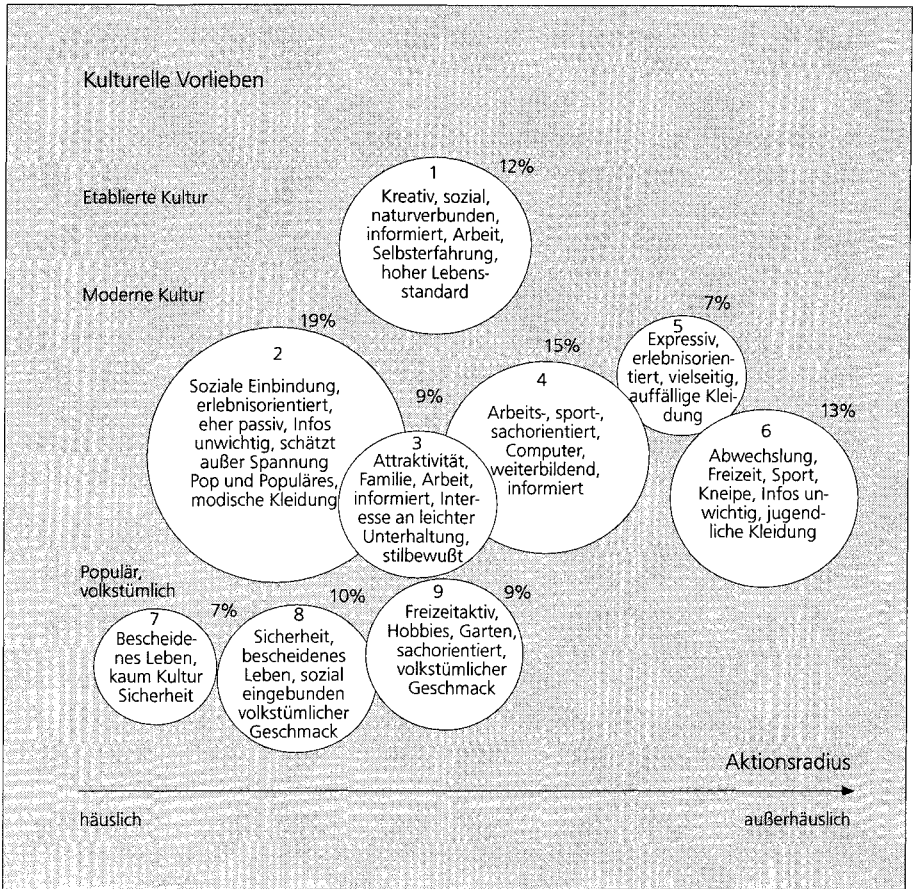 Kulturelle Vorlieben
Etablierte Kultur
12%
1
Kreativ, sozial,
naturverbunden,
informiert, Arbeit,
Selbsterfahrung,
hoher Lebens-
standard
Moderne Kultur
19%
2
Soziale Einbindung,
erlebnisorientiert,
eher passiv, Infos
unwichtig, schätzt
außer Spannung
Pop und Populäres,
modische Kleidung
9%
3
Attraktivität,
Familie, Arbeit,
informiert, Inter-
esse an leichter
Unterhaltung,
stilbewußt
15%
4
Arbeits-, sport-,
sachorientiert,
Computer,
weiterbildend,
informiert
7%
5
Expressiv,
erlebnisorien-
tiert, vielseitig,
auffällige Klei-
dung
13%
6
Abwechslung,
Freizeit, Sport,
Kneipe, Infos un-
wichtig, jugend-
liche Kleidung
Populär,
volkstümlich
7%
7
Bescheide-
nes Leben,
kaum Kultur
Sicherheit
10%
8
Sicherheit,
bescheidenes
Leben, sozial
eingebunden
volkstümlicher
Geschmack
9%
9
Freizeitaktiv,
Hobbies, Garten,
sachorientiert,
volkstümlicher
Geschmack
Aktionsradius
häuslich
außerhäuslich